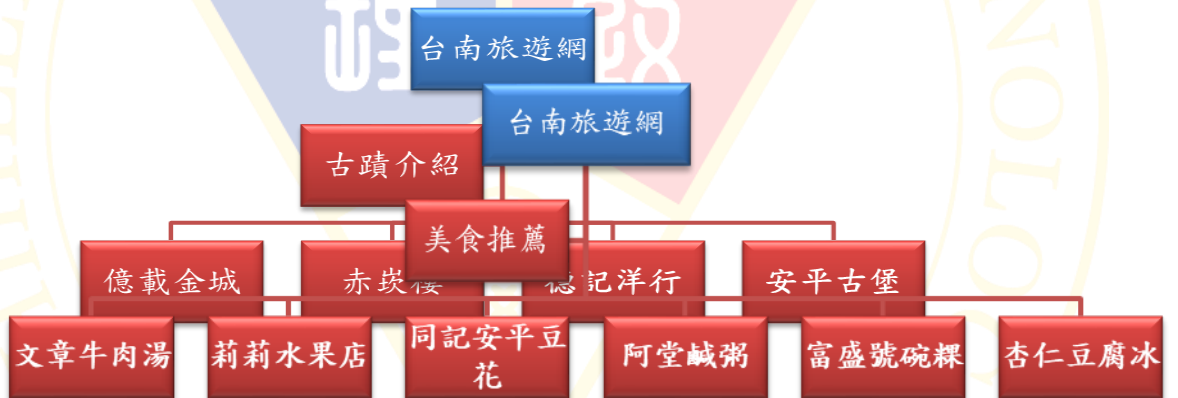 台南旅遊網
台南旅遊網
古蹟介紹
美食推薦
億載金城
赤崁樓
德記洋行
安平古堡
文章牛肉湯
莉莉水果店
同記安平豆
花
阿堂鹹粥
富盛號碗粿
杏仁豆腐冰